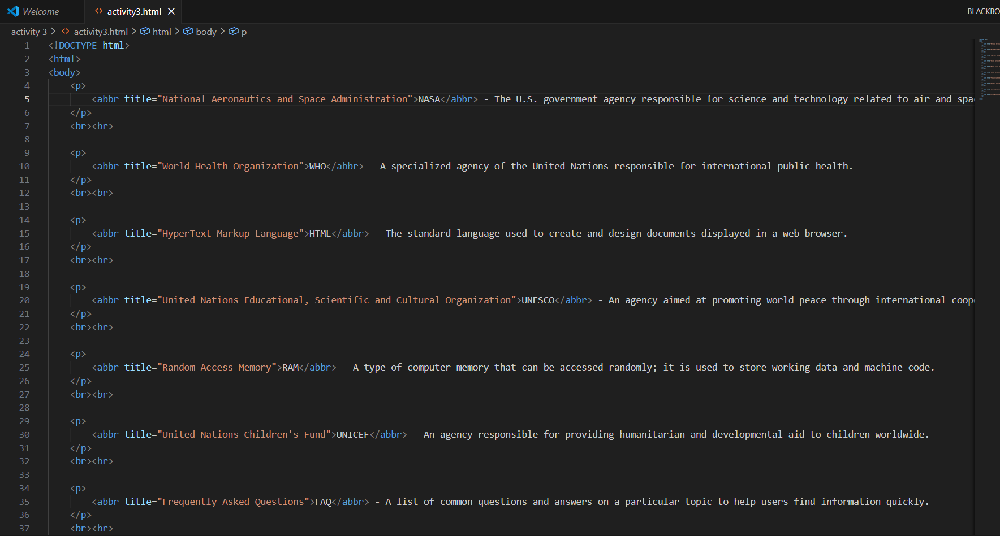 Welcome
activity3.html
BLACKBO
activity 3 > activity3.html > html > body > p
1 <!DOCTYPE html>
2 <html>
3 <body>
4 <p>
5 <abbr title="National Aeronautics and Space Administration">NASA</abbr> - The U.S. government agency responsible for science and technology related to air and spa
6 </p>
7 <br><br>
8
9 <p>
10 <abbr title="World Health Organization">WHO</abbr> - A specialized agency of the United Nations responsible for international public health.
11 </p>
12 <br><br>
13
14 <p>
15 <abbr title="HyperText Markup Language">HTML</abbr> - The standard language used to create and design documents displayed in a web browser.
16 </p>
17 <br><br>
18
19 <p>
20 <abbr title="United Nations Educational, Scientific and Cultural Organization">UNESCO</abbr> - An agency aimed at promoting world peace through international coop
21 </p>
22 <br><br>
23
24 <p>
25 <abbr title="Random Access Memory">RAM</abbr> - A type of computer memory that can be accessed randomly; it is used to store working data and machine code.
26 </p>
27 <br><br>
28
29 <p>
30 <abbr title="United Nations Children's Fund">UNICEF</abbr> - An agency responsible for providing humanitarian and developmental aid to children worldwide.
31 </p>
32 <br><br>
33
34 <p>
35 <abbr title="Frequently Asked Questions">FAQ</abbr> - A list of common questions and answers on a particular topic to help users find information quickly.
36 </p>
37 <br><br>